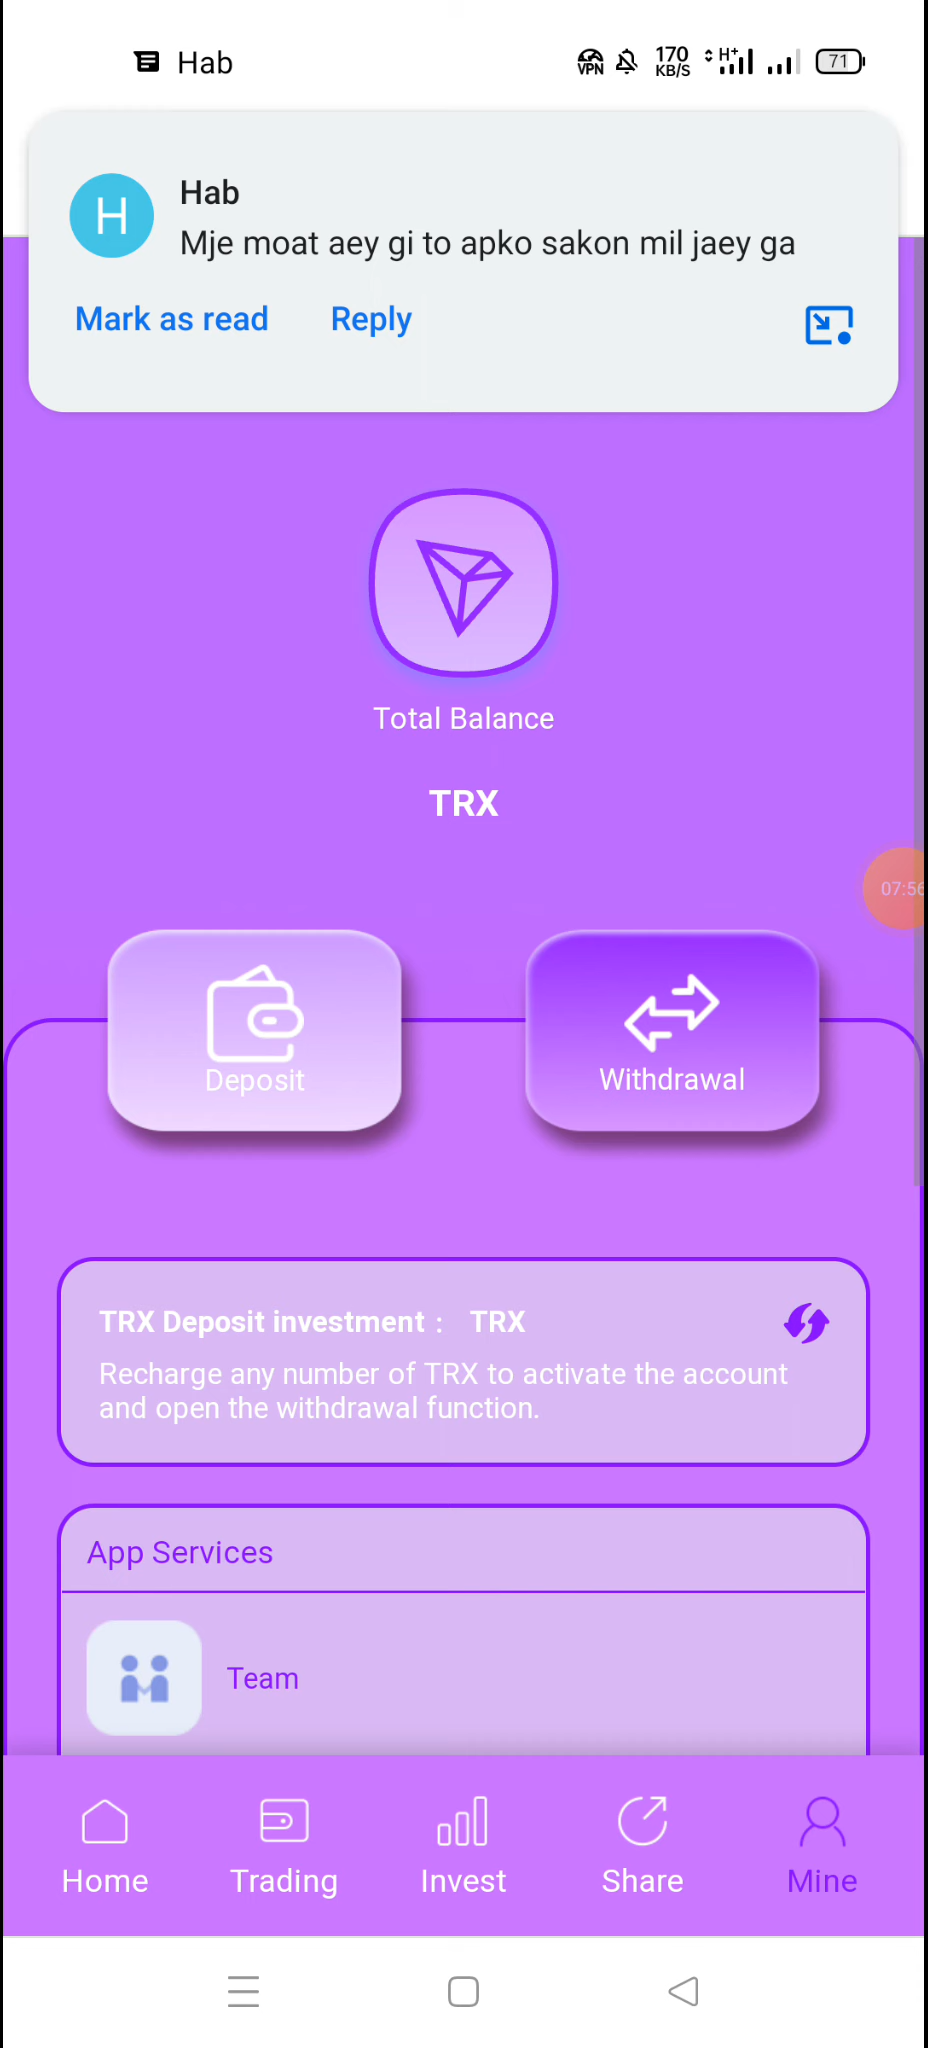 Hab
VPN
170
KB/S
H+
71
H
Hab
Mje moat aey gi to apko sakon mil jaey ga
Mark as read
Reply
Total Balance
TRX
07:56
Deposit
Withdrawal
TRX Deposit investment : TRX
Recharge any number of TRX to activate the account
and open the withdrawal function.
App Services
Team
Home
Trading
Invest
Share
Mine